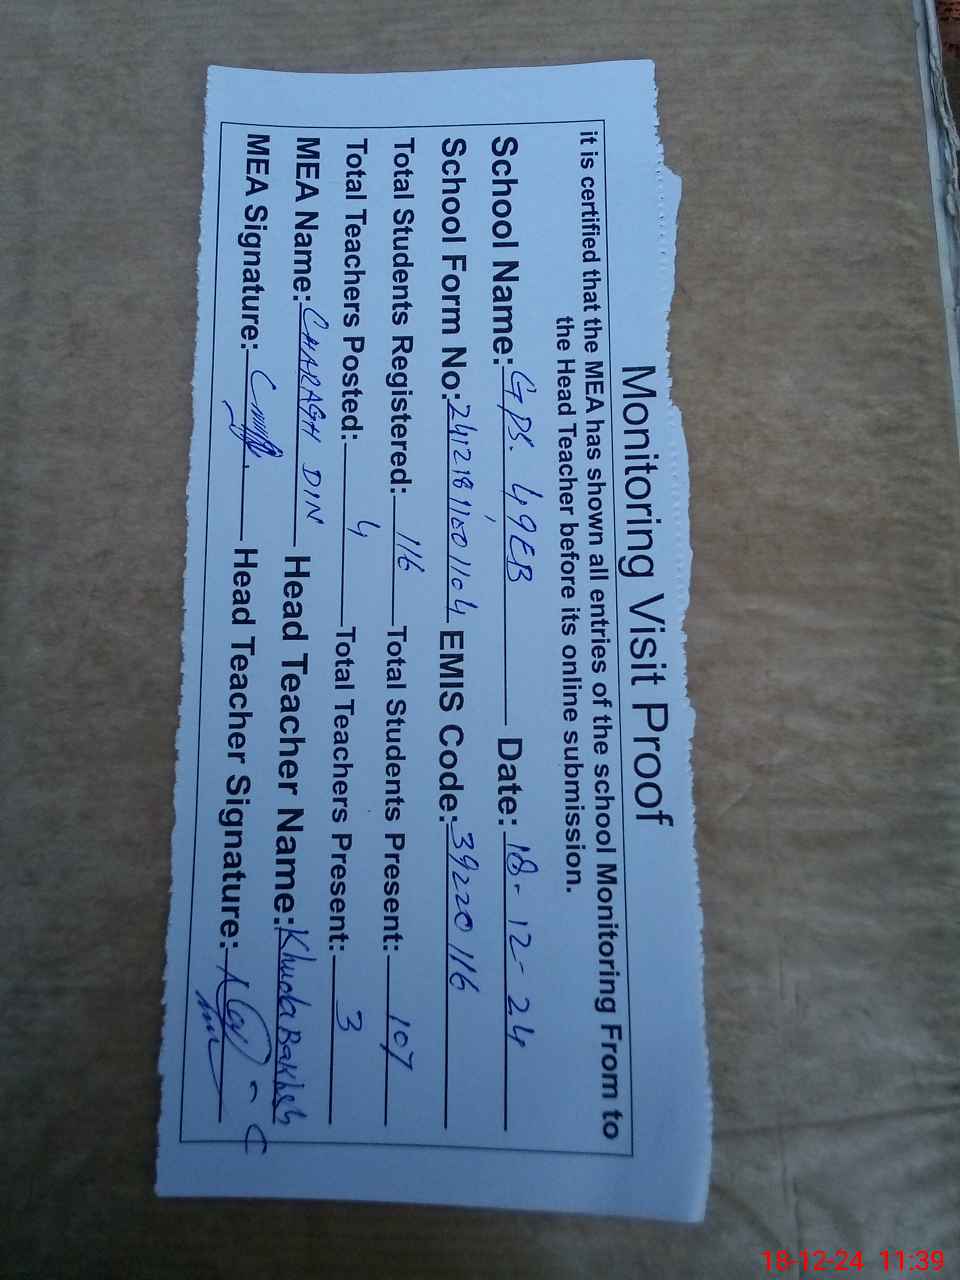 Monitoring Visit Proof
it is certified that the MEA has shown all entries of the school Monitoring From to
the Head Teacher before its online submission.
School Name: GPS. 49EB Date: 18-12-24
School Form No: 24121811001104 EMIS Code: 39220116
Total Students Registered: 116 Total Students Present: 107
Total Teachers Posted: 4 Total Teachers Present: 3
MEA Name: CHARAGH DIN Head Teacher Name: Khuda Bakhsh
MEA Signature: Head Teacher Signature:
18-12-24 11:39